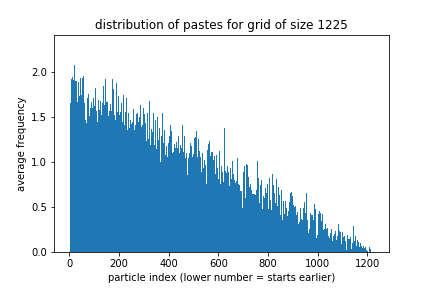 distribution of pastes for grid of size 1225
average frequency
2.0
1.5
1.0
0.5
0.0
0 200 400 600 800 1000 1200
particle index (lower number = starts earlier)